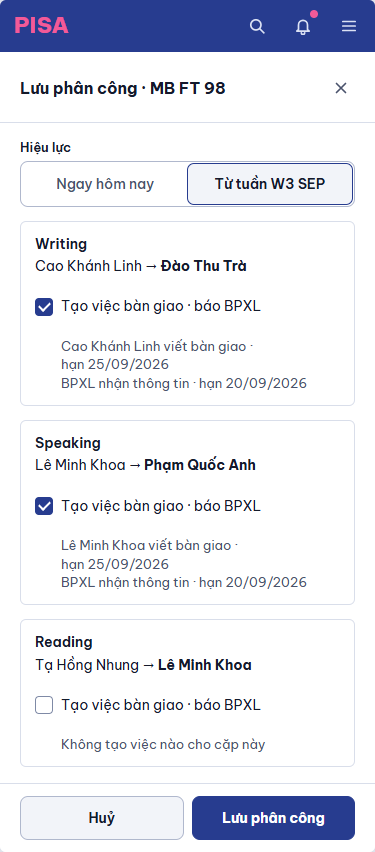 PISA
Lưu phân công · MB FT 98
Hiệu lực
Ngay hôm nay
Từ tuần W3 SEP
Writing
Cao Khánh Linh → Đào Thu Trà
Tạo việc bàn giao · báo BPXL
Cao Khánh Linh viết bàn giao ·
hạn 25/09/2026
BPXL nhận thông tin · hạn 20/09/2026
Speaking
Lê Minh Khoa → Phạm Quốc Anh
Tạo việc bàn giao · báo BPXL
Lê Minh Khoa viết bàn giao ·
hạn 25/09/2026
BPXL nhận thông tin · hạn 20/09/2026
Reading
Tạ Hồng Nhung → Lê Minh Khoa
Tạo việc bàn giao · báo BPXL
Không tạo việc nào cho cặp này
Huỷ
Lưu phân công